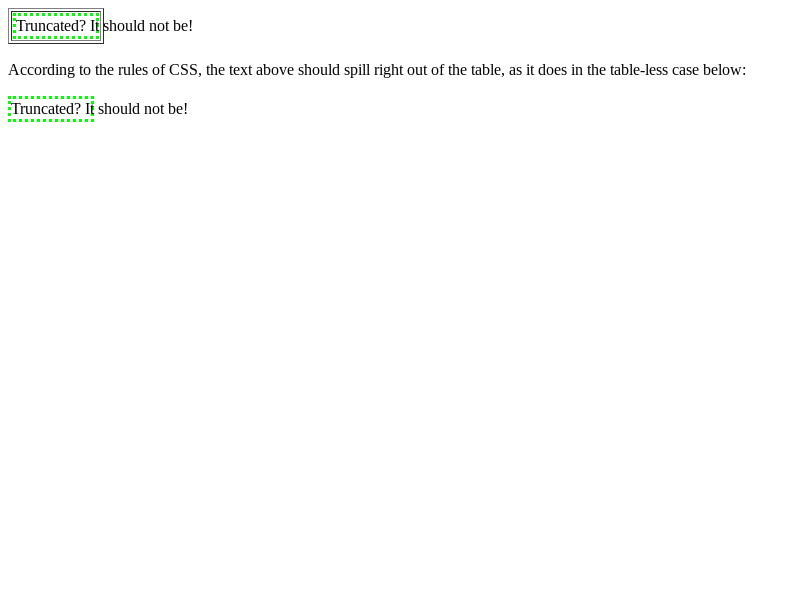 Truncated? It should not be!
According to the rules of CSS, the text above should spill right out of the table, as it does in the table-less case below:
Truncated? It should not be!